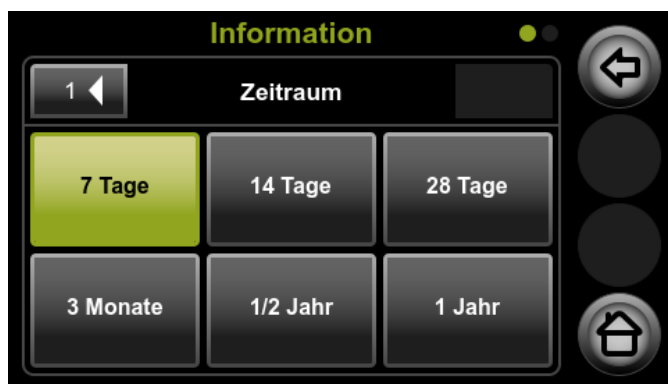 Information
1
Zeitraum
7 Tage
14 Tage
28 Tage
3 Monate
1/2 Jahr
1 Jahr